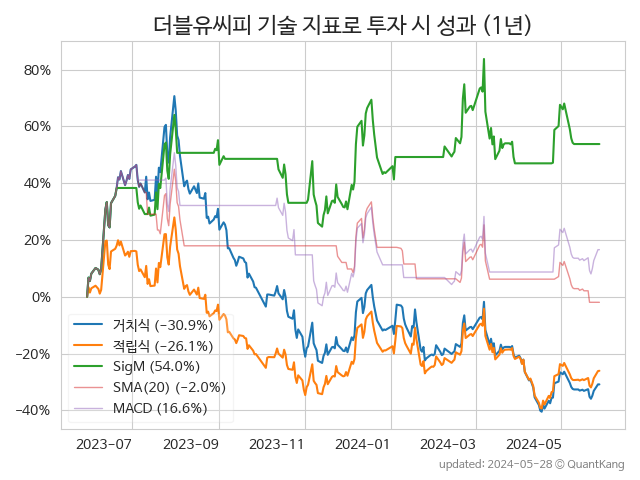 더블유씨피 기술 지표로 투자 시 성과 (1년)
80%
60%
40%
20%
0%
−20%
−40%
거치식 (−30.9%)
적립식 (−26.1%)
SigM (54.0%)
SMA(20) (−2.0%)
MACD (16.6%)
2023−07 2023−09 2023−11 2024−01 2024−03 2024−05
updated: 2024−05−28 ⓒ QuantKang